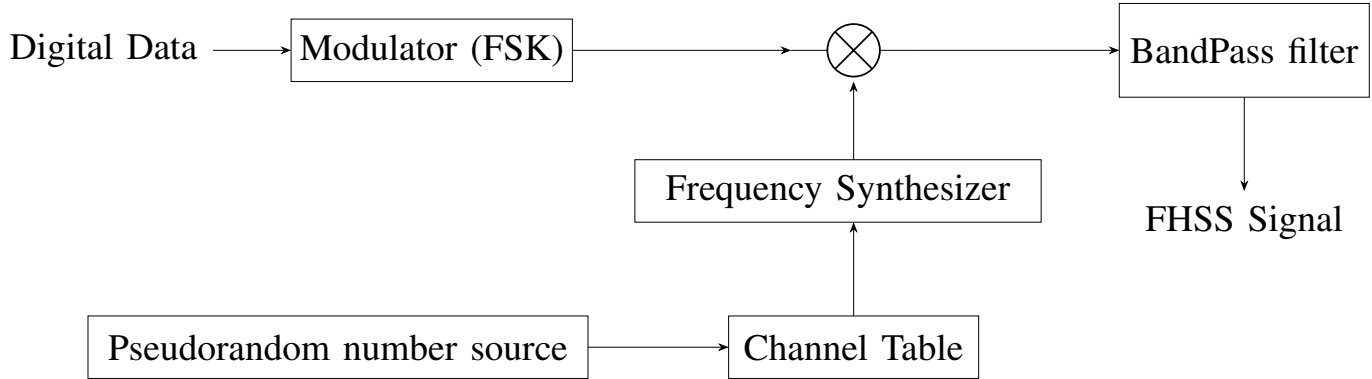 Digital Data
Modulator (FSK)
BandPass filter
Frequency Synthesizer
FHSS Signal
Pseudorandom number source
Channel Table